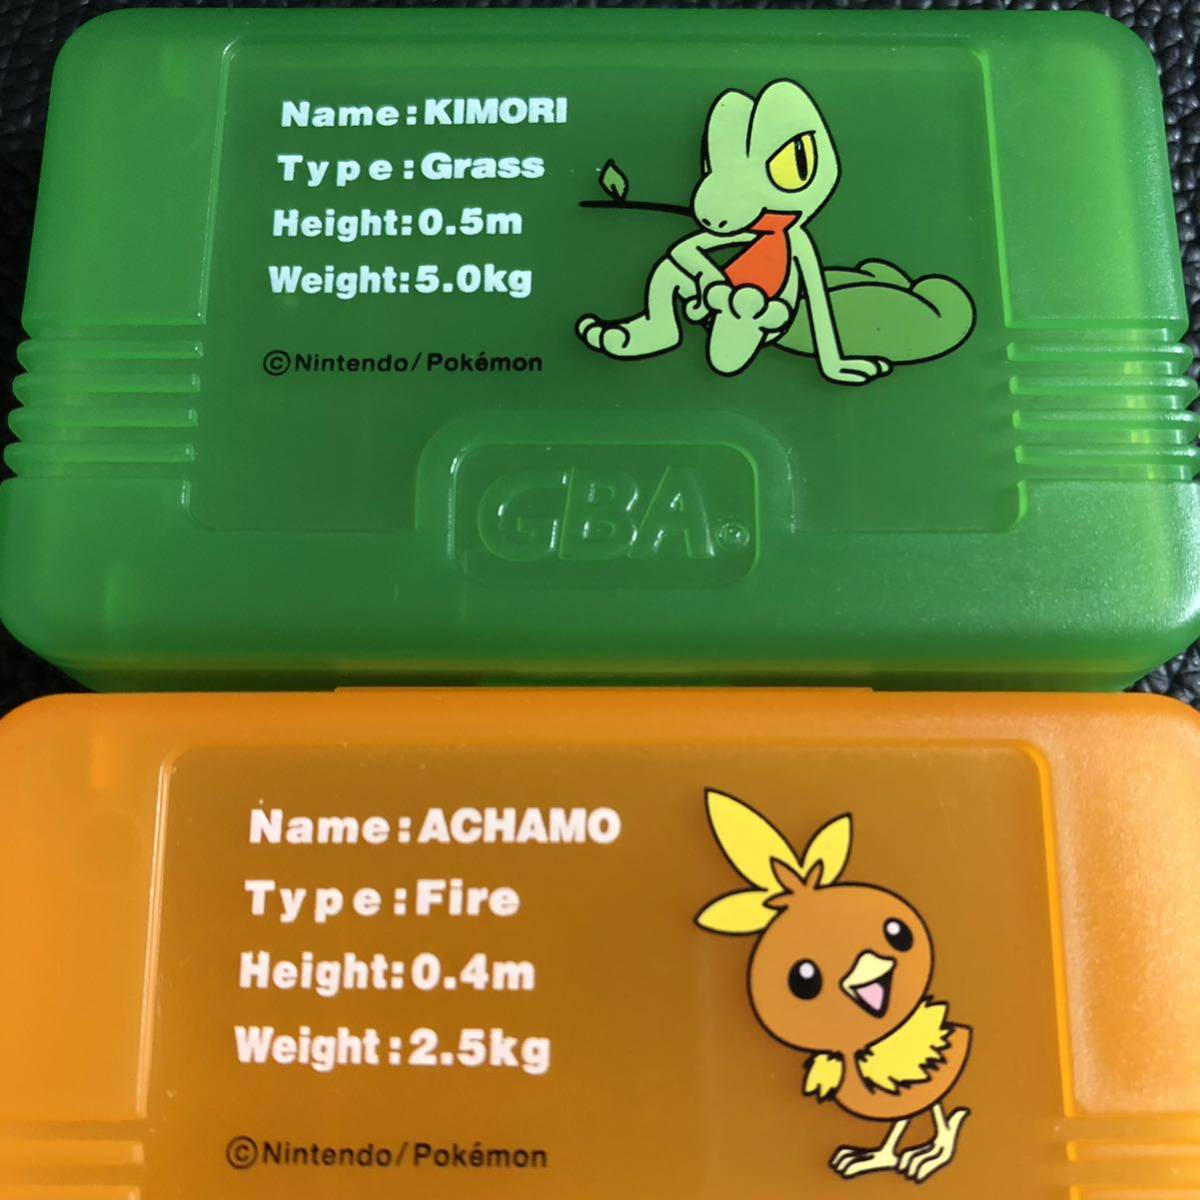 Name:KIMORI
Type:Grass
Height:0.5m
Weight:5.0kg
©Nintendo/Pokémon
GBA®
Name:ACHAMO
Type:Fire
Height:0.4m
Weight:2.5kg
©Nintendo/Pokémon